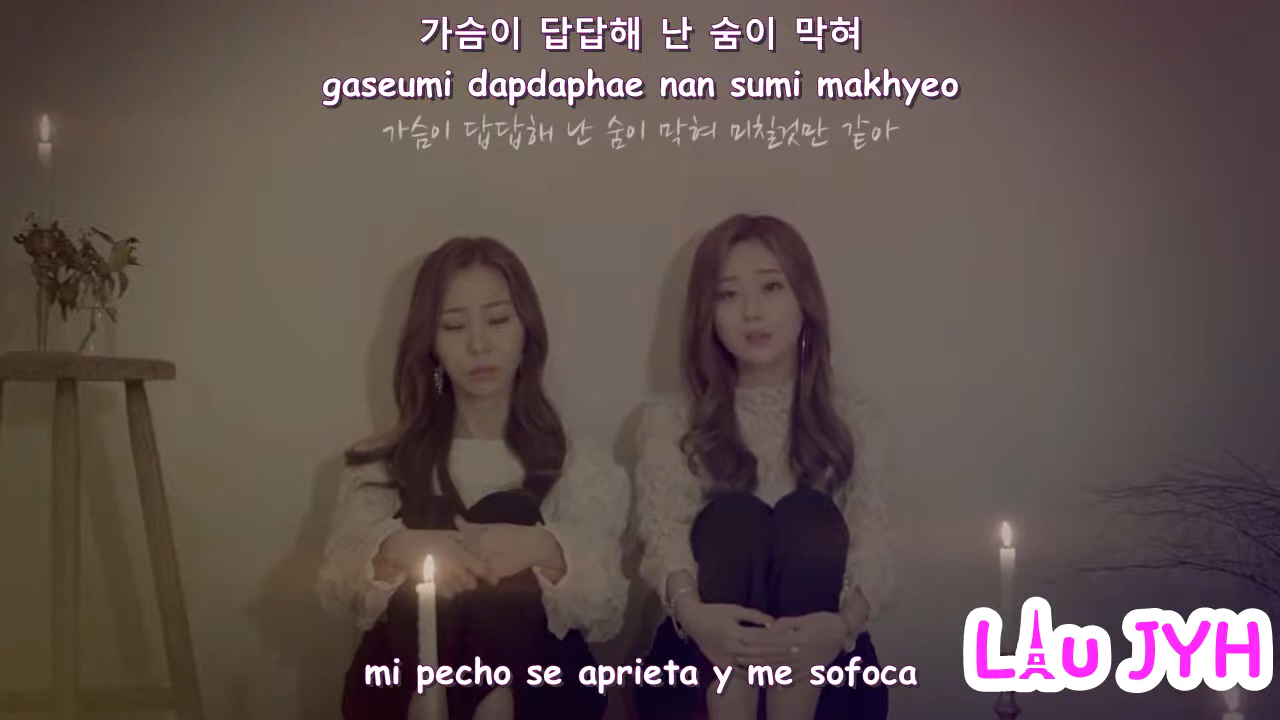 가슴이 답답해 난 숨이 막혀
gaseumi dapdaphae nan sumi makhyeo
가슴이 답답해 난 숨이 막혀 미칠것만 같아
mi pecho se aprieta y me sofoca
LAu JYH